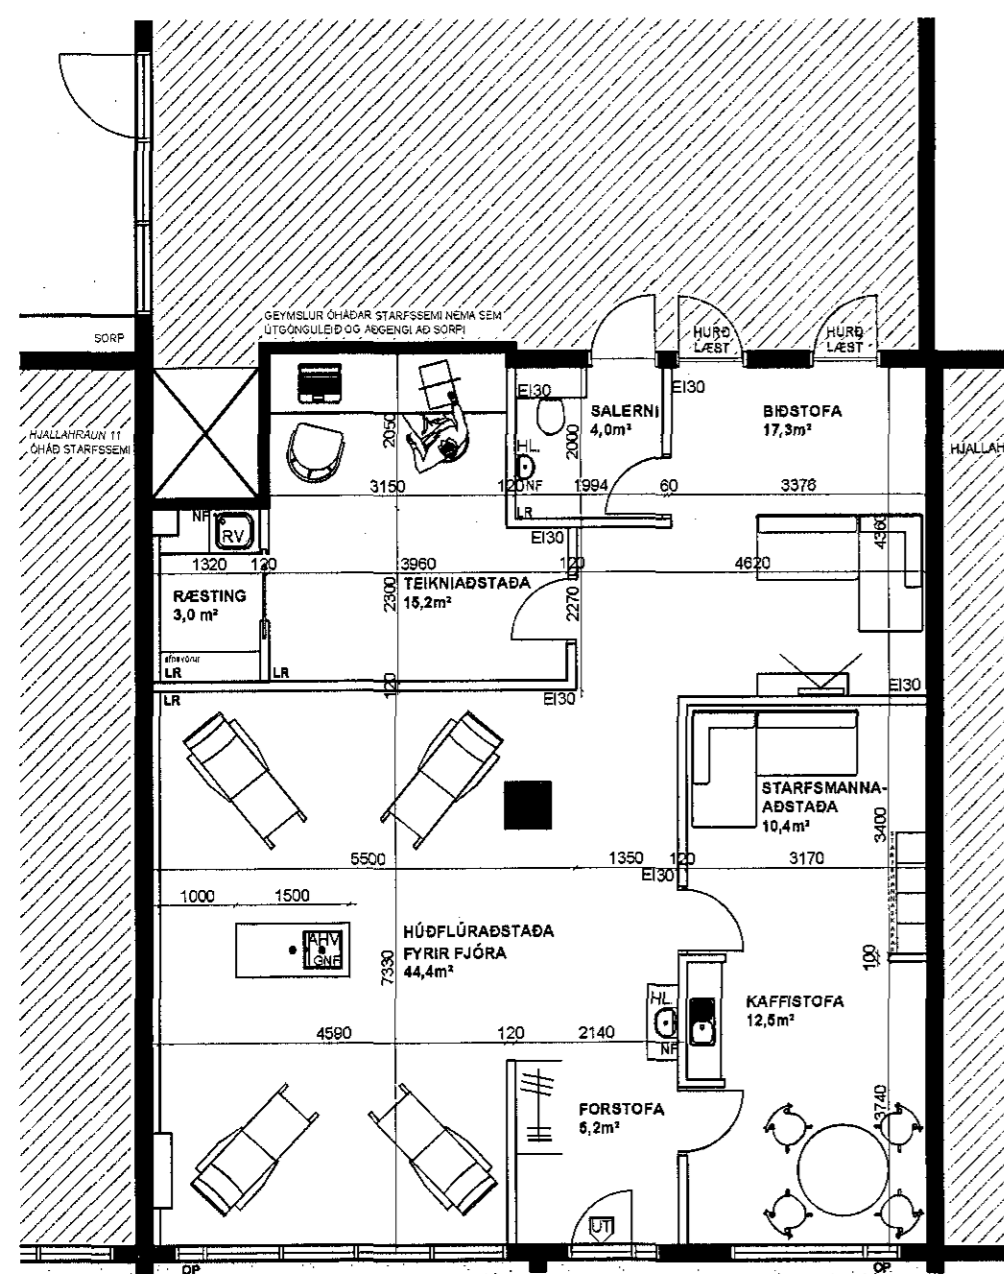 GEYMSLUR ÓHÁÐAR STARFSSEMI NEMA SEM
ÚTGÖNGULEIÐ OG AÐGENGI AÐ SORPI
SORP
HURÐ
LÆST
HURÐ
LÆST
EI30
EI30
SALERNI
4,0m²
BIÐSTOFA
17,3m²
HJALLAHRAUN 11
ÓHÁÐ STARFSSEMI
HJALLAH
2050
2000
HL
NF
3150
120
1994
60
3376
LR
NF
RV
EI30
4360
1320
120
3960
120
4620
RÆSTING
3,0 m²
TEIKNIAÐSTAÐA
15,2m²
2300
2270
LR
LR
LR
120
EI30
EI30
STARFSMANNA-
AÐSTAÐA
10,4m²
3400
5500
1350
120
3170
EI30
1000
1500
AHV
GNF
HÚÐFLÚRAÐSTAÐA
FYRIR FJÓRA
44,4m²
7330
100
HL
NF
KAFFISTOFA
12,5m²
4590
120
2140
FORSTOFA
5,2m²
3740
ÚT
OP
OP